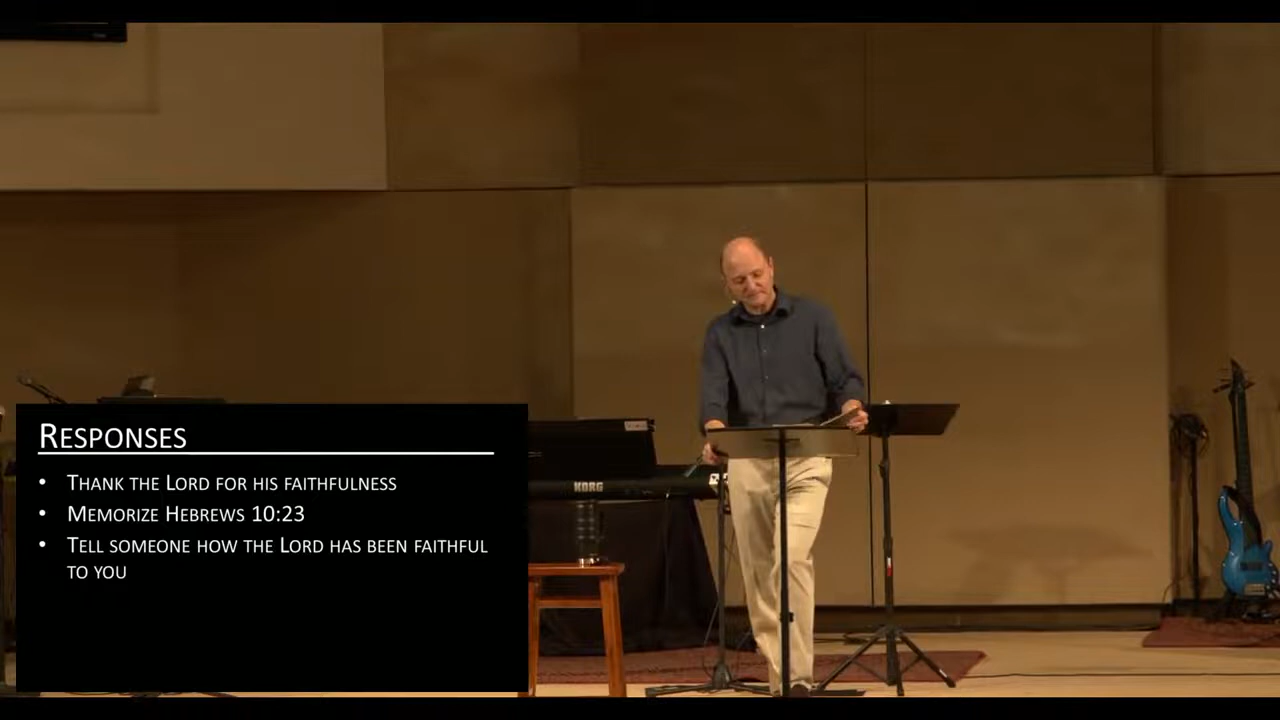 Responses
• Thank the Lord for his faithfulness
• Memorize Hebrews 10:23
• Tell someone how the Lord has been faithful
to you
KORG